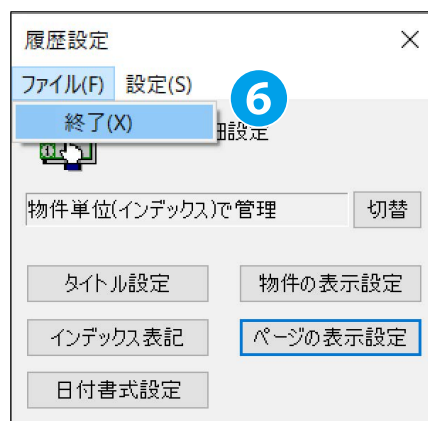 履歴設定
ファイル(F) 設定(S)
終了(X)
6
設定
物件単位(インデックス)で管理 切替
タイトル設定 物件の表示設定
インデックス表記 ページの表示設定
日付書式設定